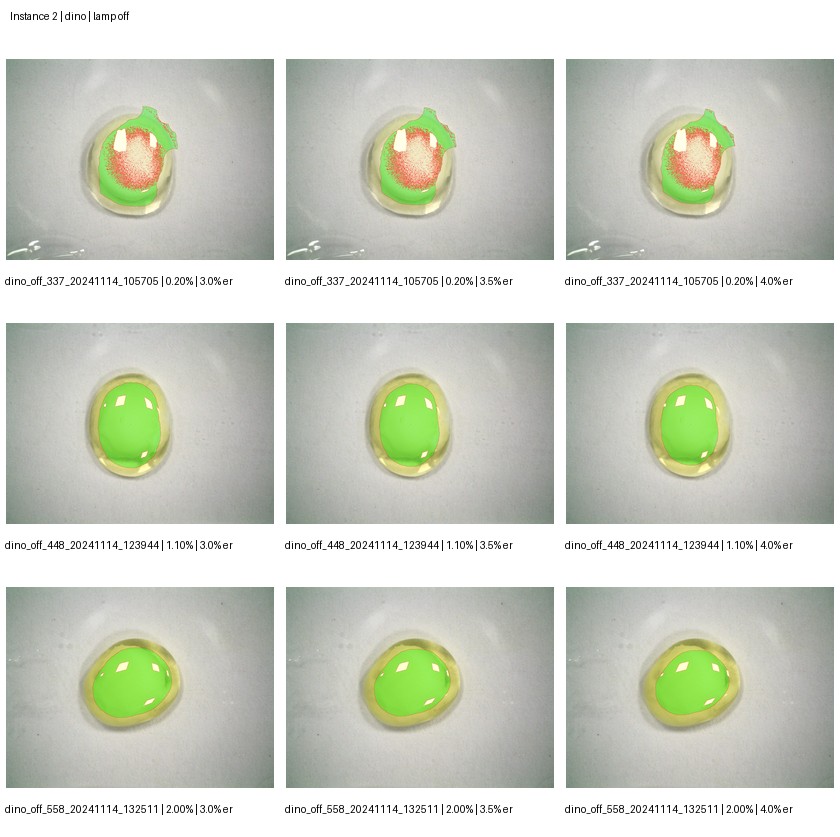 Instance 2 | dino | lamp off
dino_off_337_20241114_105705 | 0.20% | 3.0%er
dino_off_337_20241114_105705 | 0.20% | 3.5%er
dino_off_337_20241114_105705 | 0.20% | 4.0%er
dino_off_448_20241114_123944 | 1.10% | 3.0%er
dino_off_448_20241114_123944 | 1.10% | 3.5%er
dino_off_448_20241114_123944 | 1.10% | 4.0%er
dino_off_558_20241114_132511 | 2.00% | 3.0%er
dino_off_558_20241114_132511 | 2.00% | 3.5%er
dino_off_558_20241114_132511 | 2.00% | 4.0%er